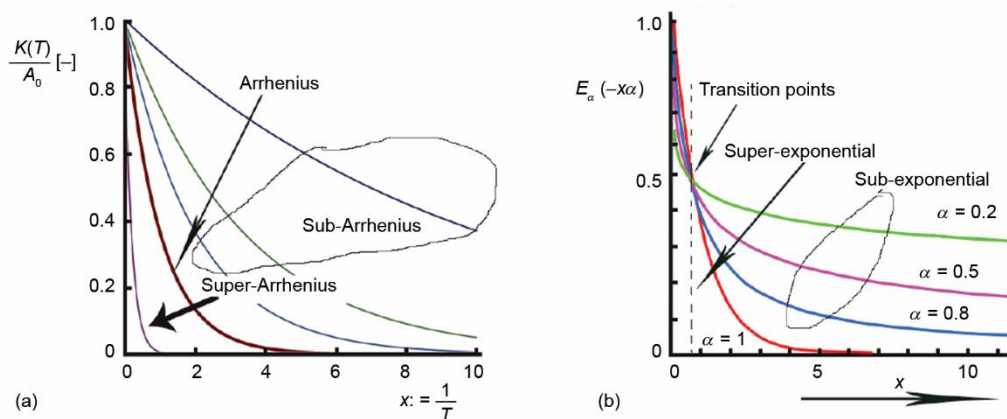 1.0
K(T)
A0 [–]
0.8
0.6
0.4
0.2
0
Arrhenius
Sub-Arrhenius
Super-Arrhenius
0 2 4 6 8 10
x: = 1
T
(a)
1.0
Eα (–xα)
0.5
0
Transition points
Super-exponential
Sub-exponential
α = 0.2
α = 0.5
α = 0.8
α = 1
0 5 10
x
(b)